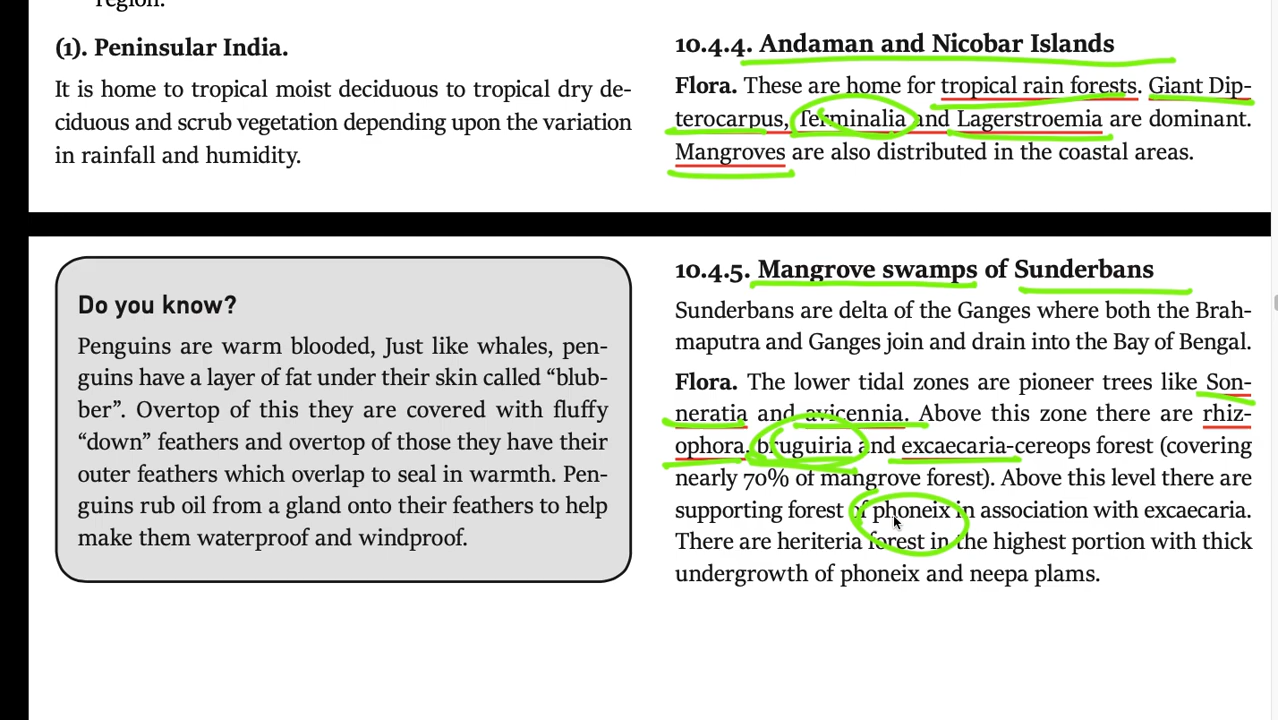 region.
(1). Peninsular India.
It is home to tropical moist deciduous to tropical dry de-
ciduous and scrub vegetation depending upon the variation
in rainfall and humidity.
10.4.4. Andaman and Nicobar Islands
Flora. These are home for tropical rain forests. Giant Dip-
terocarpus, Terminalia and Lagerstroemia are dominant.
Mangroves are also distributed in the coastal areas.
Do you know?
Penguins are warm blooded, Just like whales, pen-
guins have a layer of fat under their skin called “blub-
ber”. Overtop of this they are covered with fluffy
“down” feathers and overtop of those they have their
outer feathers which overlap to seal in warmth. Pen-
guins rub oil from a gland onto their feathers to help
make them waterproof and windproof.
10.4.5. Mangrove swamps of Sunderbans
Sunderbans are delta of the Ganges where both the Brah-
maputra and Ganges join and drain into the Bay of Bengal.
Flora. The lower tidal zones are pioneer trees like Son-
neratia and avicennia. Above this zone there are rhiz-
ophora, bruguiria and excaecaria-cereops forest (covering
nearly 70% of mangrove forest). Above this level there are
supporting forest of phoneix in association with excaecaria.
There are heriteria forest in the highest portion with thick
undergrowth of phoneix and neepa plams.